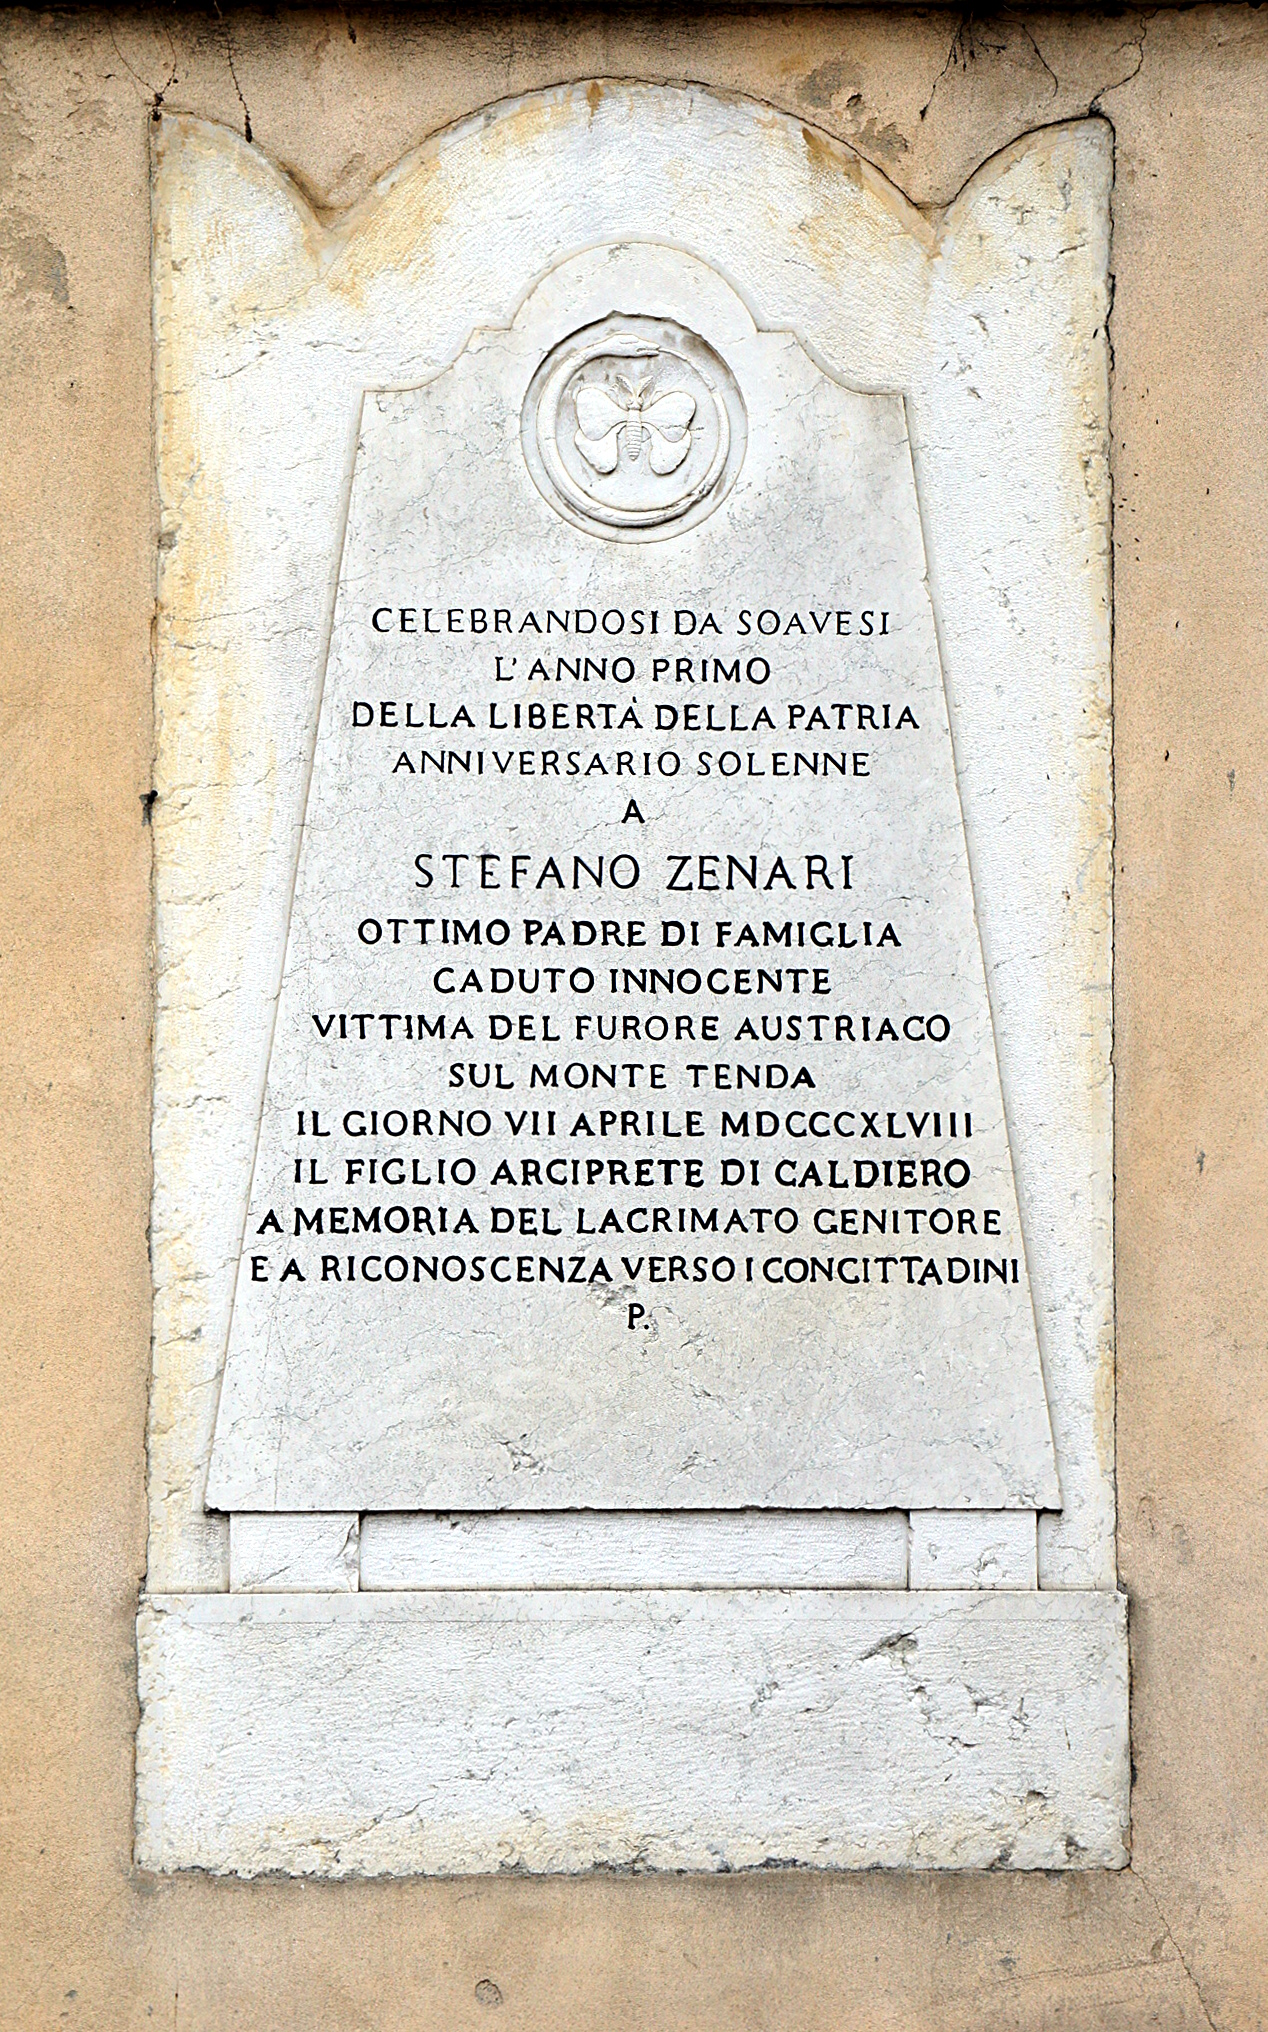 CELEBRANDOSI DA SOAVESI
L' ANNO PRIMO
DELLA LIBERTÀ DELLA PATRIA
ANNIVERSARIO SOLENNE
A
STEFANO ZENARI
OTTIMO PADRE DI FAMIGLIA
CADUTO INNOCENTE
VITTIMA DEL FURORE AUSTRIACO
SUL MONTE TENDA
IL GIORNO VII APRILE MDCCCXLVIII
IL FIGLIO ARCIPRETE DI CALDIERO
A MEMORIA DEL LACRIMATO GENITORE
E A RICONOSCENZA VERSO I CONCITTADINI
P.